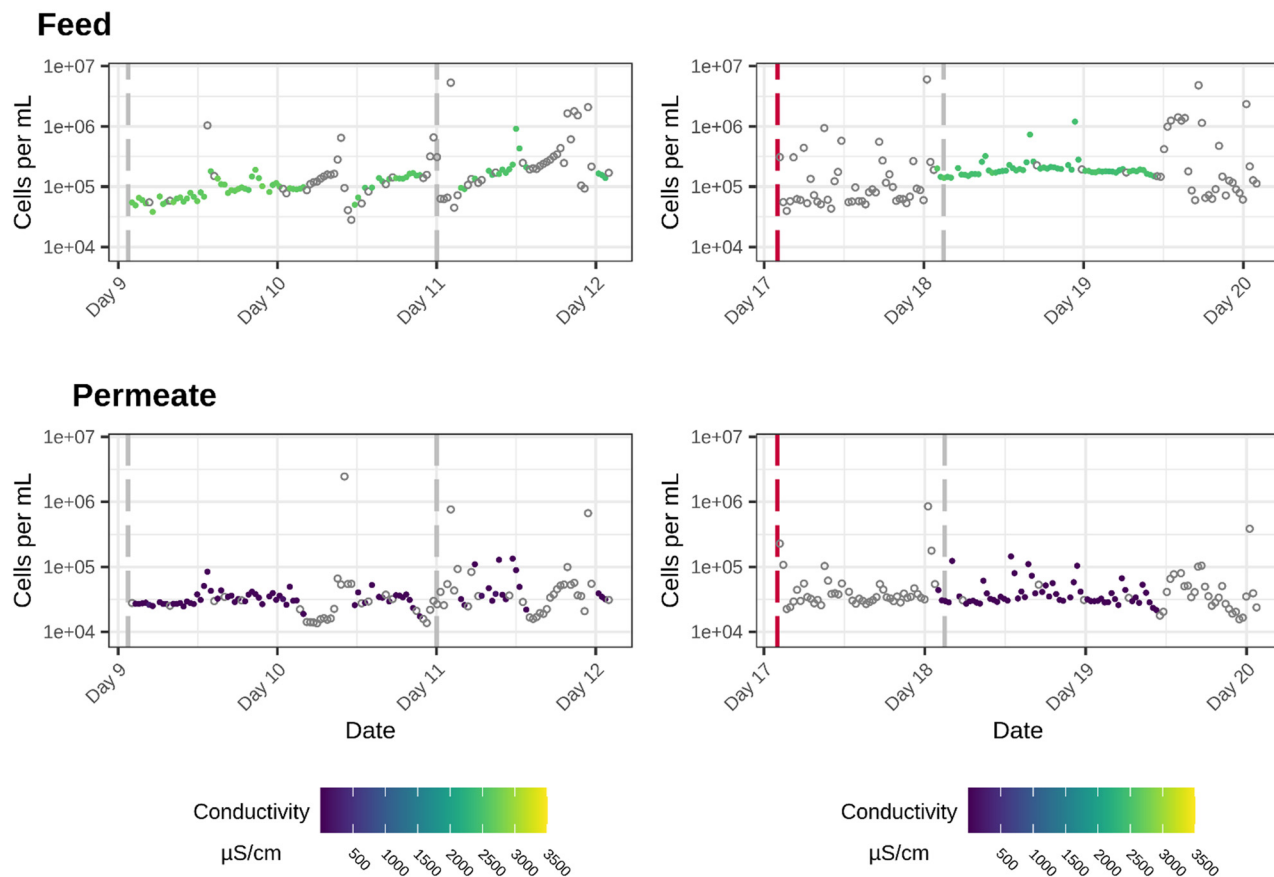 Feed
Cells per mL
1e+07
1e+06
1e+05
1e+04
Day 9
Day 10
Day 11
Day 12
Cells per mL
1e+07
1e+06
1e+05
1e+04
Day 17
Day 18
Day 19
Day 20
Permeate
Cells per mL
1e+07
1e+06
1e+05
1e+04
Day 9
Day 10
Day 11
Day 12
Date
Cells per mL
1e+07
1e+06
1e+05
1e+04
Day 17
Day 18
Day 19
Day 20
Date
Conductivity
µS/cm
500
1000
1500
2000
2500
3000
3500
Conductivity
µS/cm
500
1000
1500
2000
2500
3000
3500